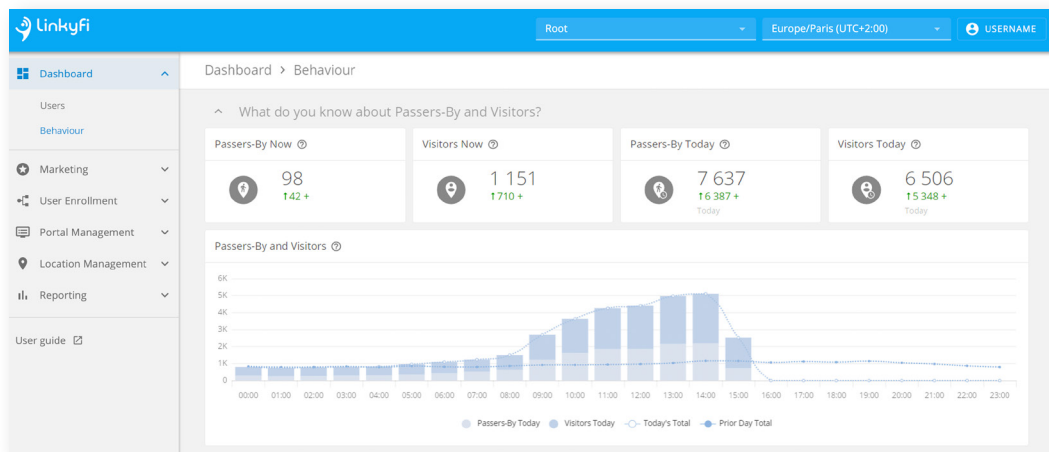 linkyfi
Root
Europe/Paris (UTC+2:00)
USERNAME
Dashboard
Users
Behaviour
Marketing
User Enrollment
Portal Management
Location Management
Reporting
User guide
Dashboard > Behaviour
What do you know about Passers-By and Visitors?
Passers-By Now
98
↑42 +
Visitors Now
1 151
↑710 +
Passers-By Today
7 637
↑6 387 +
Today
Visitors Today
6 506
↑5 348 +
Today
Passers-By and Visitors
6K
5K
4K
3K
2K
1K
0
00:00 01:00 02:00 03:00 04:00 05:00 06:00 07:00 08:00 09:00 10:00 11:00 12:00 13:00 14:00 15:00 16:00 17:00 18:00 19:00 20:00 21:00 22:00 23:00
Passers-By Today Visitors Today Today's Total Prior Day Total